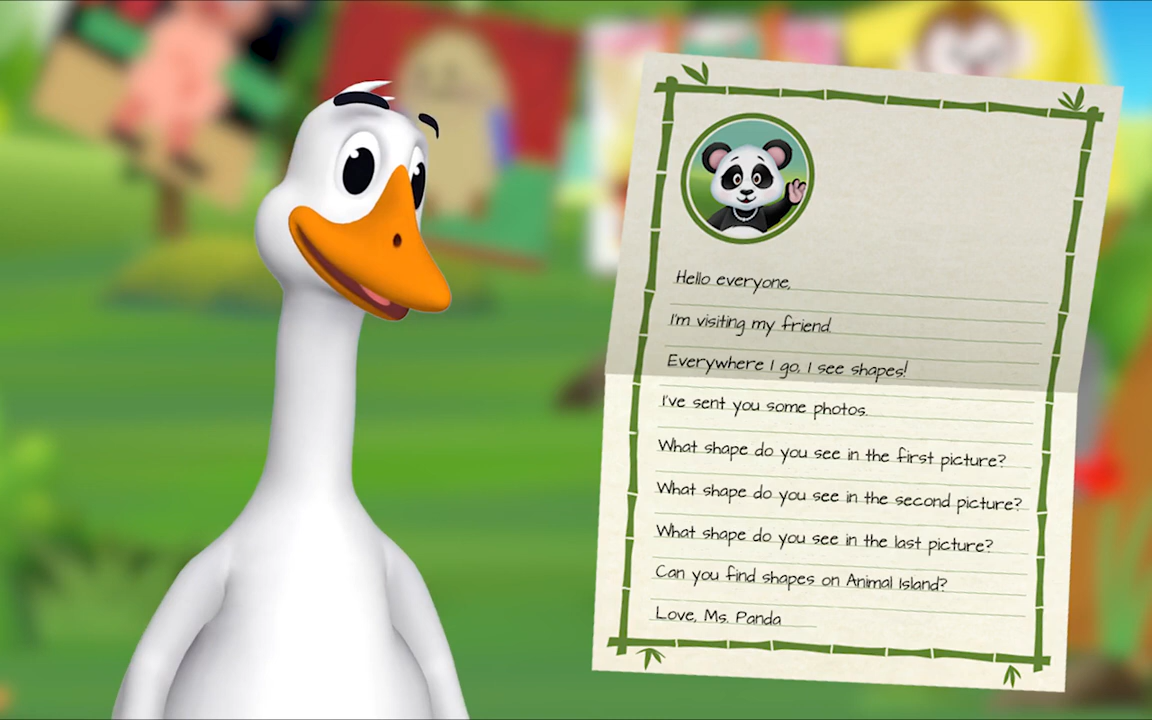 Hello everyone,
I'm visiting my friend.
Everywhere I go, I see shapes!
I've sent you some photos.
What shape do you see in the first picture?
What shape do you see in the second picture?
What shape do you see in the last picture?
Can you find shapes on Animal Island?
Love, Ms. Panda